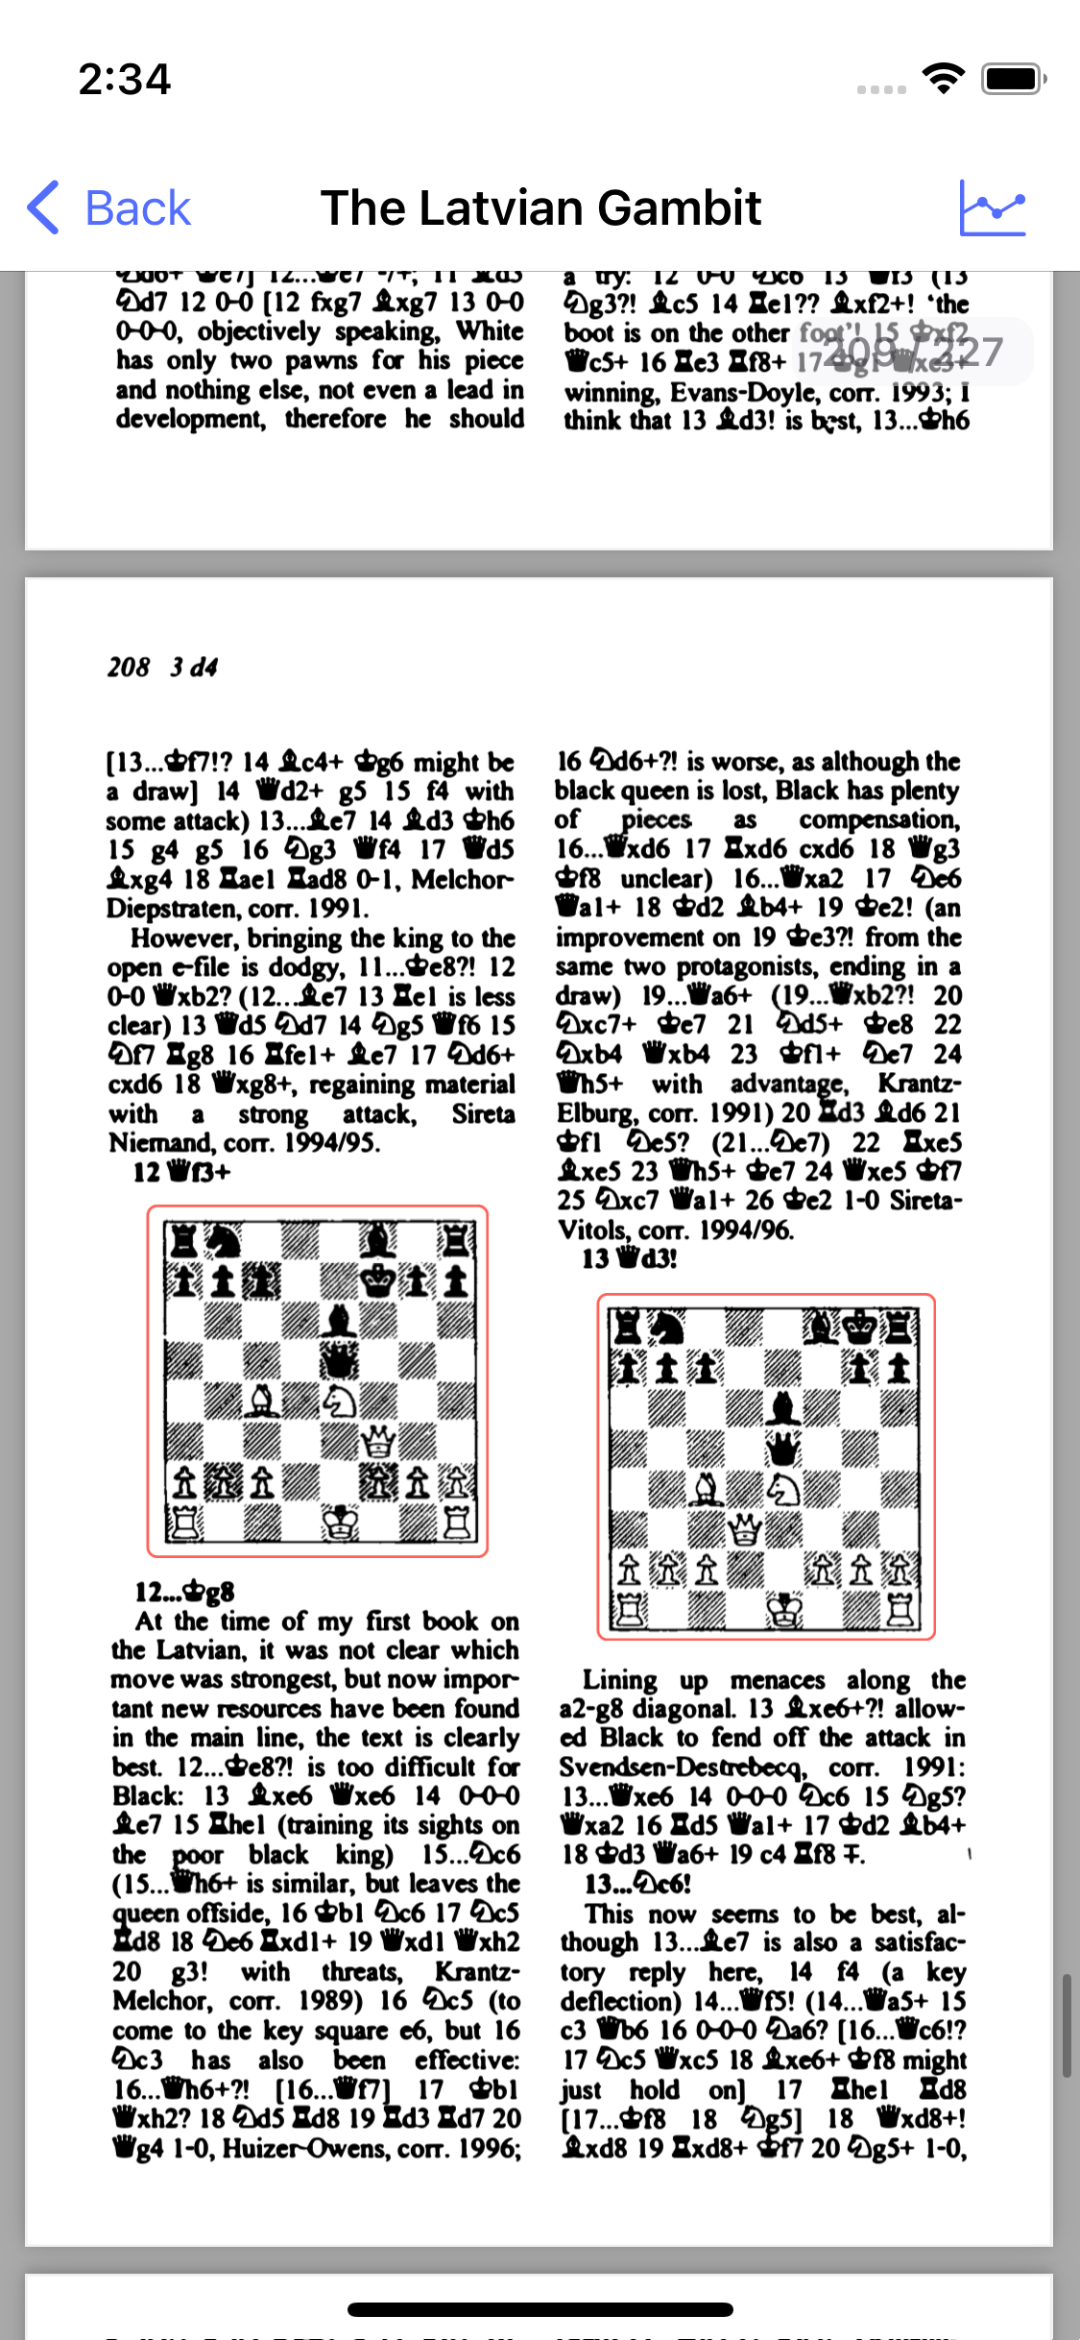 2:34
Back
The Latvian Gambit
209 / 227
♘d6+ ♚e7] 12...♚e7 -/+; 11 ♗d3
♘d7 12 0-0 [12 fxg7 ♗xg7 13 0-0
0-0-0, objectively speaking, White
has only two pawns for his piece
and nothing else, not even a lead in
development, therefore he should
a try: 12 0-0 ♘c6 13 ♛f3 (13
♘g3?! ♗c5 14 ♖e1?? ♗xf2+! ‘the
boot is on the other foot’! 15 ♚xf2
♛c5+ 16 ♖e3 ♖f8+ 17 ♚g1 ♛xe3+
winning, Evans-Doyle, corr. 1993; I
think that 13 ♗d3! is best, 13...♚h6
208 3 d4
[13...♚f7!? 14 ♗c4+ ♚g6 might be
a draw] 14 ♛d2+ g5 15 f4 with
some attack) 13...♗e7 14 ♗d3 ♚h6
15 g4 g5 16 ♘g3 ♛f4 17 ♛d5
♗xg4 18 ♖ae1 ♖ad8 0-1, Melchor-
Diepstraten, corr. 1991.
However, bringing the king to the
open e-file is dodgy, 11...♚e8?! 12
0-0 ♛xb2? (12...♗e7 13 ♖e1 is less
clear) 13 ♛d5 ♘d7 14 ♘g5 ♛f6 15
♘f7 ♖g8 16 ♖fe1+ ♗e7 17 ♘d6+
cxd6 18 ♛xg8+, regaining material
with a strong attack, Sireta
Niemand, corr. 1994/95.
12 ♛f3+
12...♚g8
At the time of my first book on
the Latvian, it was not clear which
move was strongest, but now impor-
tant new resources have been found
in the main line, the text is clearly
best. 12...♚e8?! is too difficult for
Black: 13 ♗xe6 ♛xe6 14 0-0-0
♗e7 15 ♖he1 (training its sights on
the poor black king) 15...♘c6
(15...♛h6+ is similar, but leaves the
queen offside, 16 ♚b1 ♘c6 17 ♘c5
♖d8 18 ♘e6 ♖xd1+ 19 ♛xd1 ♛xh2
20 g3! with threats, Krantz-
Melchor, corr. 1989) 16 ♘c5 (to
come to the key square e6, but 16
♘c3 has also been effective:
16...♛h6+?! [16...♛f7] 17 ♚b1
♛xh2? 18 ♘d5 ♖d8 19 ♖d3 ♖d7 20
♛g4 1-0, Huizer-Owens, corr. 1996;
16 ♘d6+?! is worse, as although the
black queen is lost, Black has plenty
of pieces as compensation,
16...♛xd6 17 ♖xd6 cxd6 18 ♛g3
♚f8 unclear) 16...♛xa2 17 ♘e6
♛a1+ 18 ♚d2 ♗b4+ 19 ♚e2! (an
improvement on 19 ♚e3?! from the
same two protagonists, ending in a
draw) 19...♛a6+ (19...♛xb2?! 20
♘xc7+ ♚e7 21 ♘d5+ ♚e8 22
♘xb4 ♛xb4 23 ♚f1+ ♘e7 24
♛h5+ with advantage, Krantz-
Elburg, corr. 1991) 20 ♖d3 ♗d6 21
♚f1 ♘e5? (21...♘e7) 22 ♖xe5
♗xe5 23 ♛h5+ ♚e7 24 ♛xe5 ♚f7
25 ♘xc7 ♛a1+ 26 ♚e2 1-0 Sireta-
Vitols, corr. 1994/96.
13 ♛d3!
Lining up menaces along the
a2-g8 diagonal. 13 ♗xe6+?! allow-
ed Black to fend off the attack in
Svendsen-Destrebecq, corr. 1991:
13...♛xe6 14 0-0-0 ♘c6 15 ♘g5?
♛xa2 16 ♖d5 ♛a1+ 17 ♚d2 ♗b4+
18 ♚d3 ♛a6+ 19 c4 ♖f8 ∓.
13...♘c6!
This now seems to be best, al-
though 13...♗e7 is also a satisfac-
tory reply here, 14 f4 (a key
deflection) 14...♛f5! (14...♛a5+ 15
c3 ♛b6 16 0-0-0 ♘a6? [16...♛c6!?
17 ♘c5 ♛xc5 18 ♗xe6+ ♚f8 might
just hold on] 17 ♖he1 ♖d8
[17...♚f8 18 ♘g5] 18 ♛xd8+!
♗xd8 19 ♖xd8+ ♚f7 20 ♘g5+ 1-0,